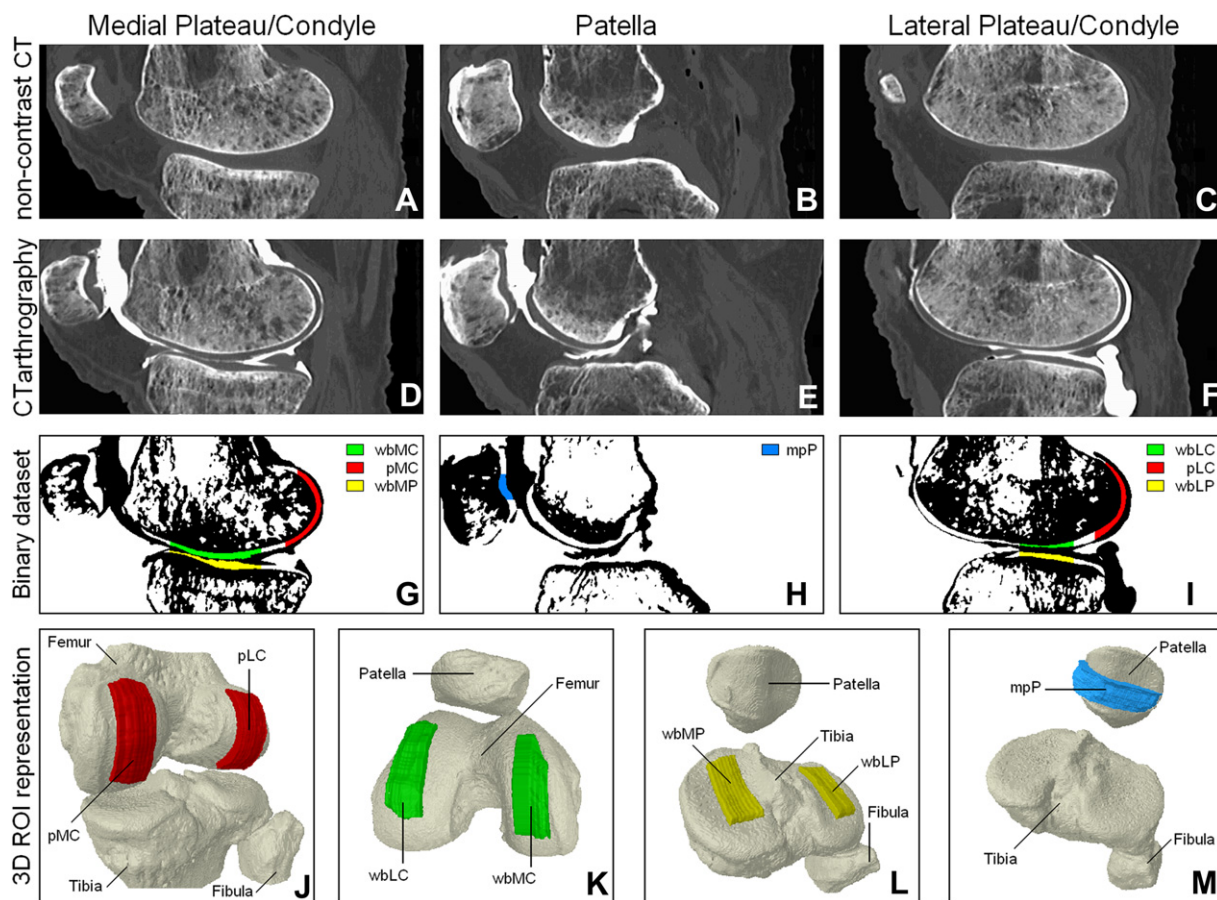 Medial Plateau/Condyle
Patella
Lateral Plateau/Condyle
non-contrast CT
A
B
C
CTarthrography
D
E
F
Binary dataset
wbMC
pMC
wbMP
G
mpP
H
wbLC
pLC
wbLP
I
3D ROI representation
Femur
pLC
pMC
Tibia
Fibula
J
Patella
Femur
wbLC
wbMC
K
Patella
wbMP
Tibia
wbLP
Fibula
L
Patella
mpP
Tibia
Fibula
M